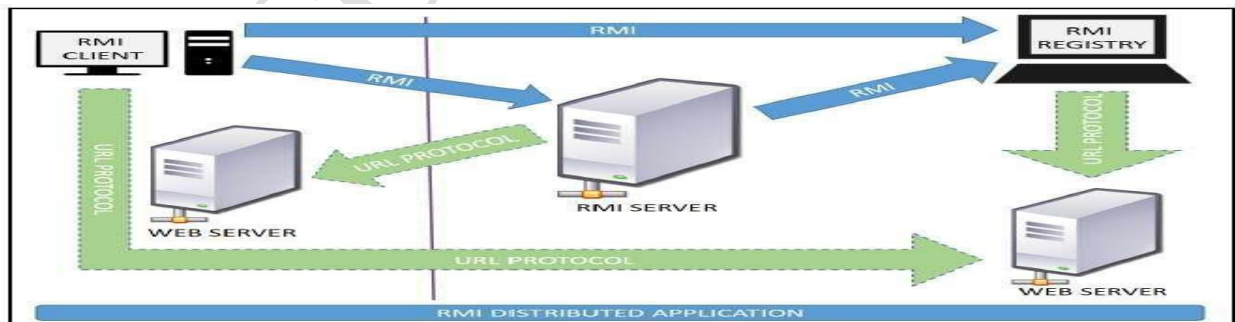 RMI
CLIENT
RMI
RMI
REGISTRY
RMI
RMI
URL PROTOCOL
URL PROTOCOL
URL PROTOCOL
RMI SERVER
WEB SERVER
URL PROTOCOL
WEB SERVER
RMI DISTRIBUTED APPLICATION